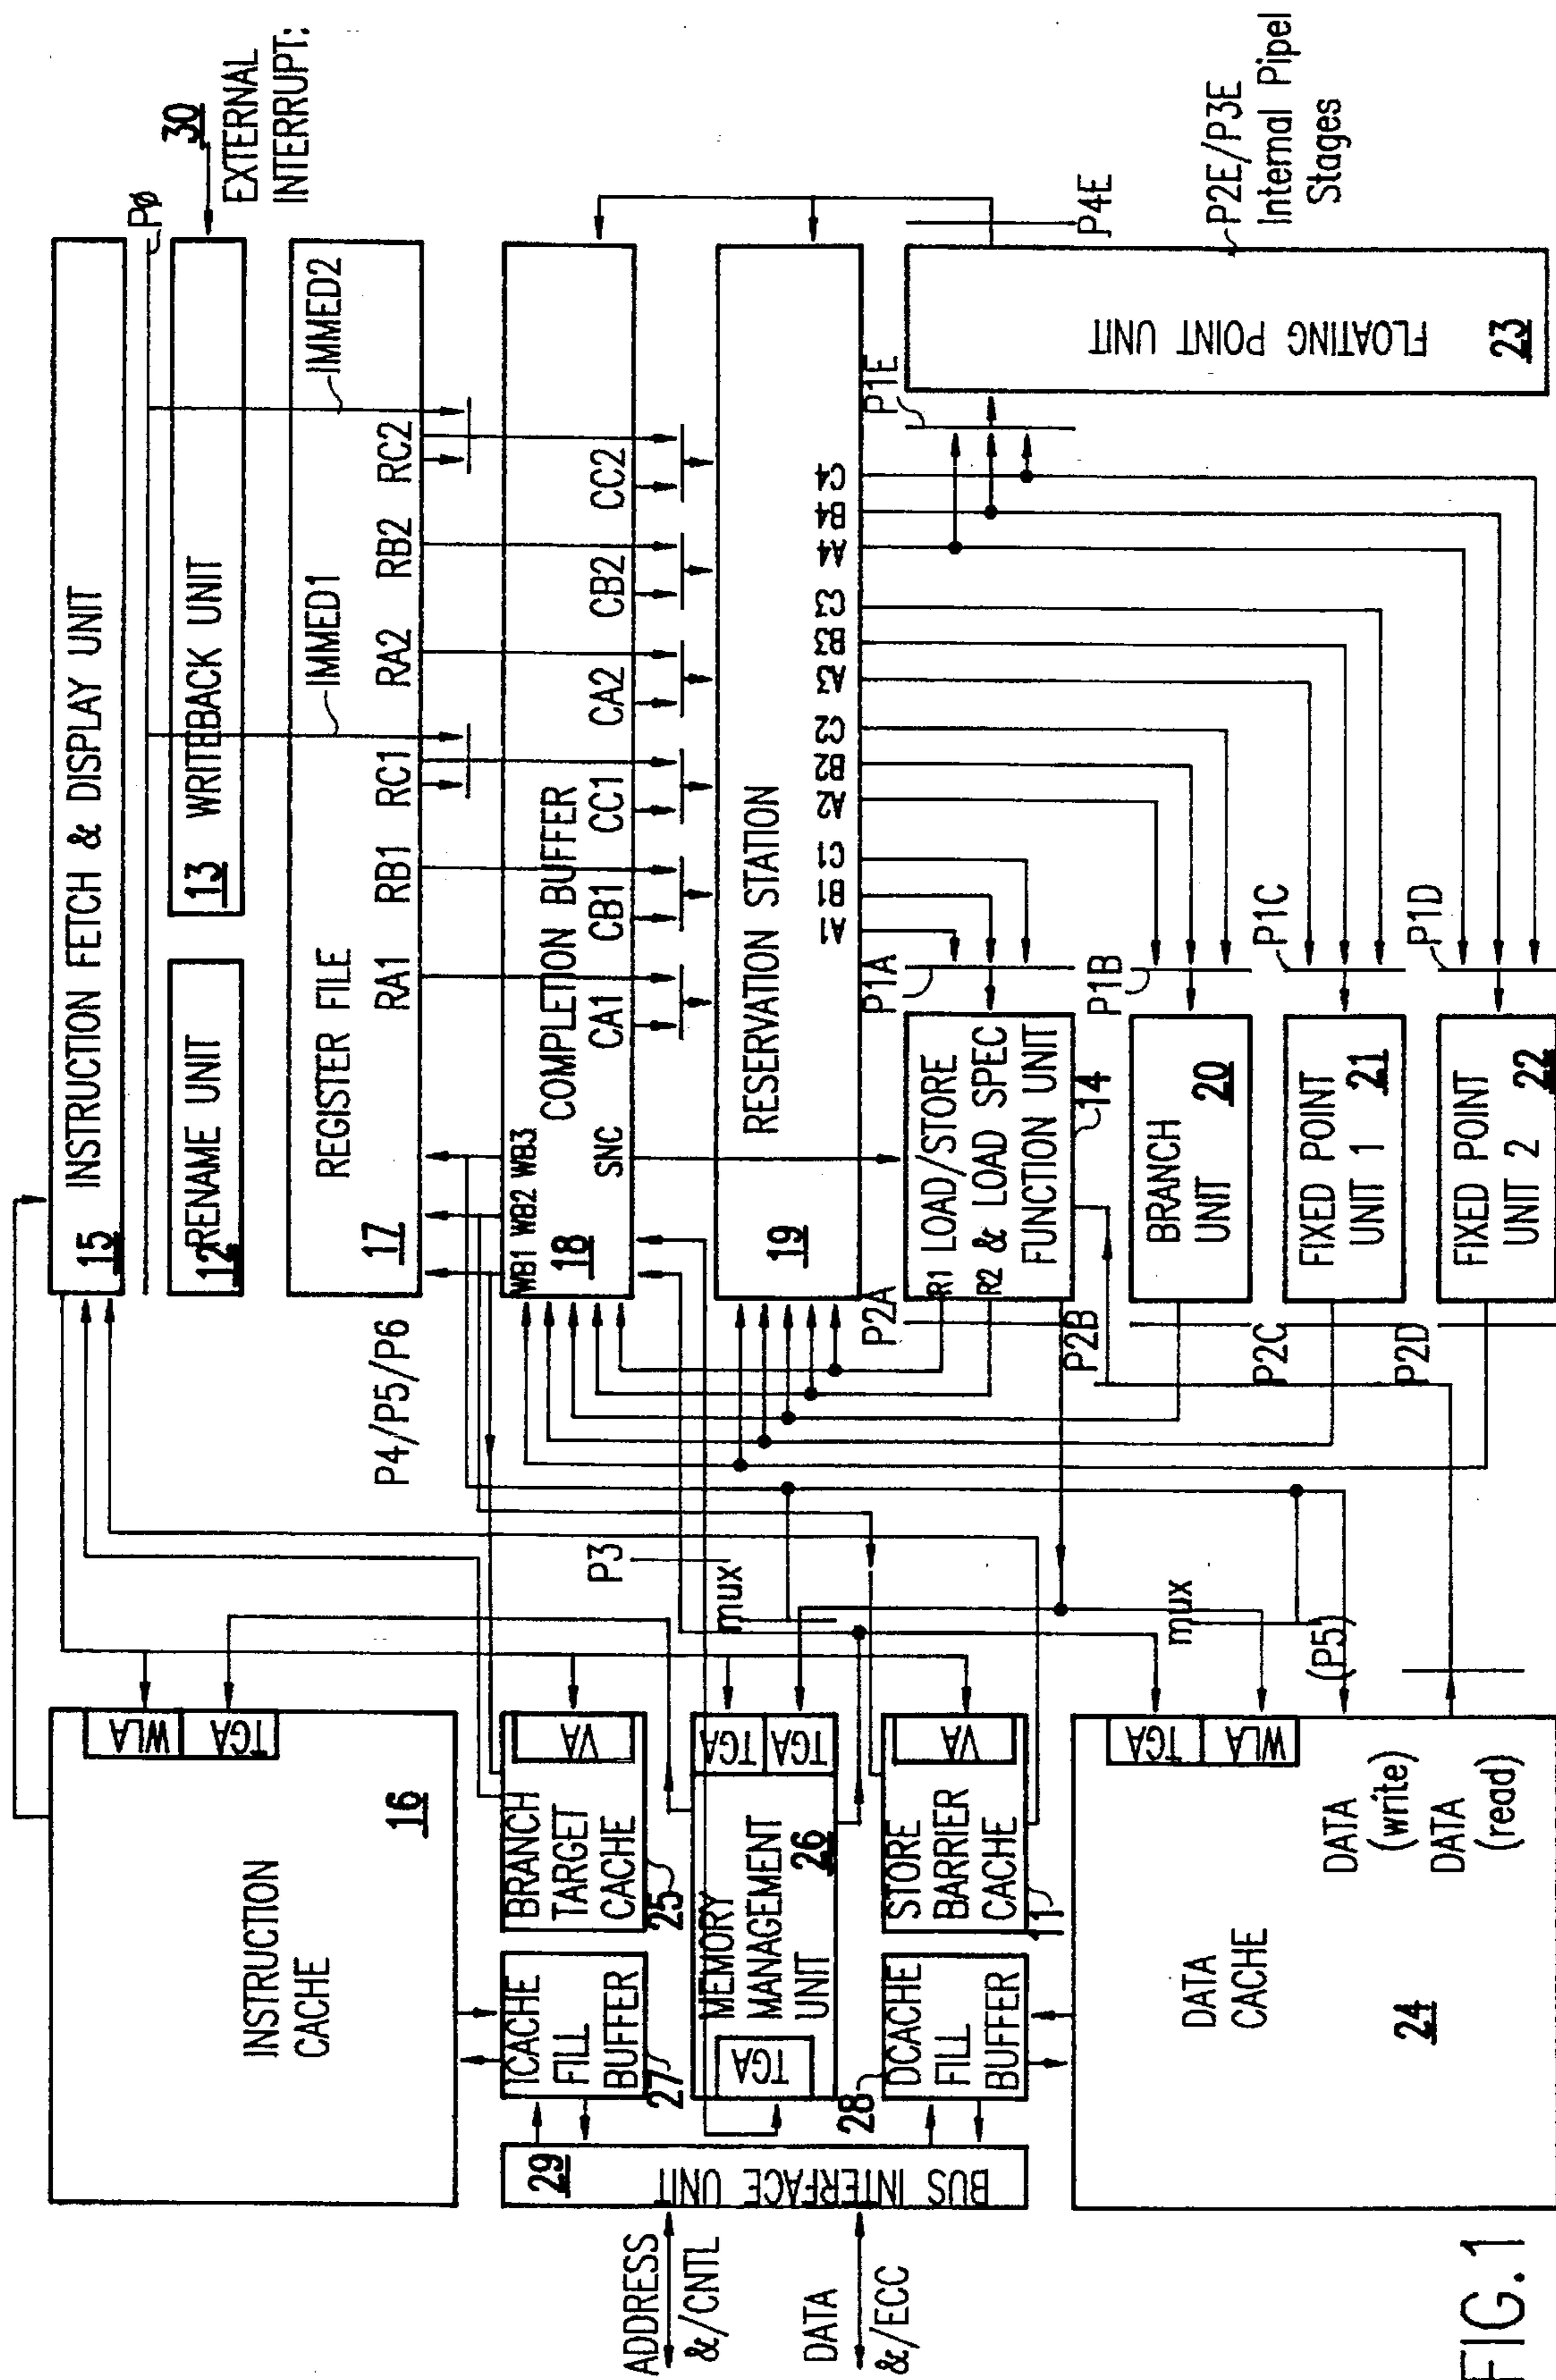 INSTRUCTION
CACHE
16
WLA
TGA
15
INSTRUCTION FETCH & DISPLAY UNIT
PØ
12
RENAME UNIT
13
WRITEBACK UNIT
30
EXTERNAL
INTERRUPT:
P4/P5/P6
17
REGISTER FILE
RA1
RB1
RC1
IMMED1
RA2
RB2
RC2
IMMED2
WB1 WB2 WB3
18
COMPLETION BUFFER
SNC
CA1
CB1
CC1
CA2
CB2
CC2
19
RESERVATION STATION
A1
B1
C1
A2
B2
C2
A3
B3
C3
A4
B4
C4
ADDRESS
&/CNTL
DATA
&/ECC
29
BUS INTERFACE UNIT
ICACHE
FILL
BUFFER
27
BRANCH
TARGET
CACHE
25
VA
TGA
MEMORY
MANAGEMENT
UNIT
26
TGA
TGA
28
DCACHE
FILL
BUFFER
STORE
BARRIER
CACHE
11
VA
P3
mux
mux
(P5)
DATA
CACHE
24
TGA
WLA
DATA
(write)
DATA
(read)
P2A
R1 LOAD/STORE
R2 & LOAD SPEC
FUNCTION UNIT
14
P1A
P2B
BRANCH
UNIT
20
P1B
P2C
FIXED POINT
UNIT 1
21
P1C
P2D
FIXED POINT
UNIT 2
22
P1D
P1E
FLOATING POINT UNIT
23
P4E
P2E/P3E
Internal Pipel
Stages
FIG. 1